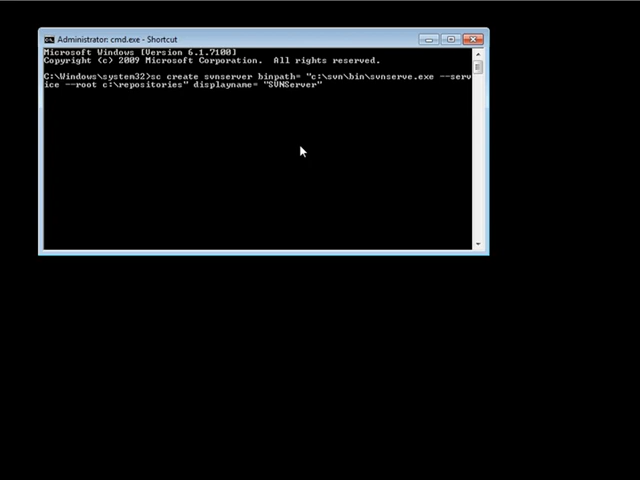 Administrator: cmd.exe - Shortcut
Microsoft Windows [Version 6.1.7100]
Copyright (c) 2009 Microsoft Corporation.  All rights reserved.
C:\Windows\system32>sc create svnserver binpath= "c:\svn\bin\svnserve.exe --serv
ice --root c:\repositories" displayname= "SVNServer"